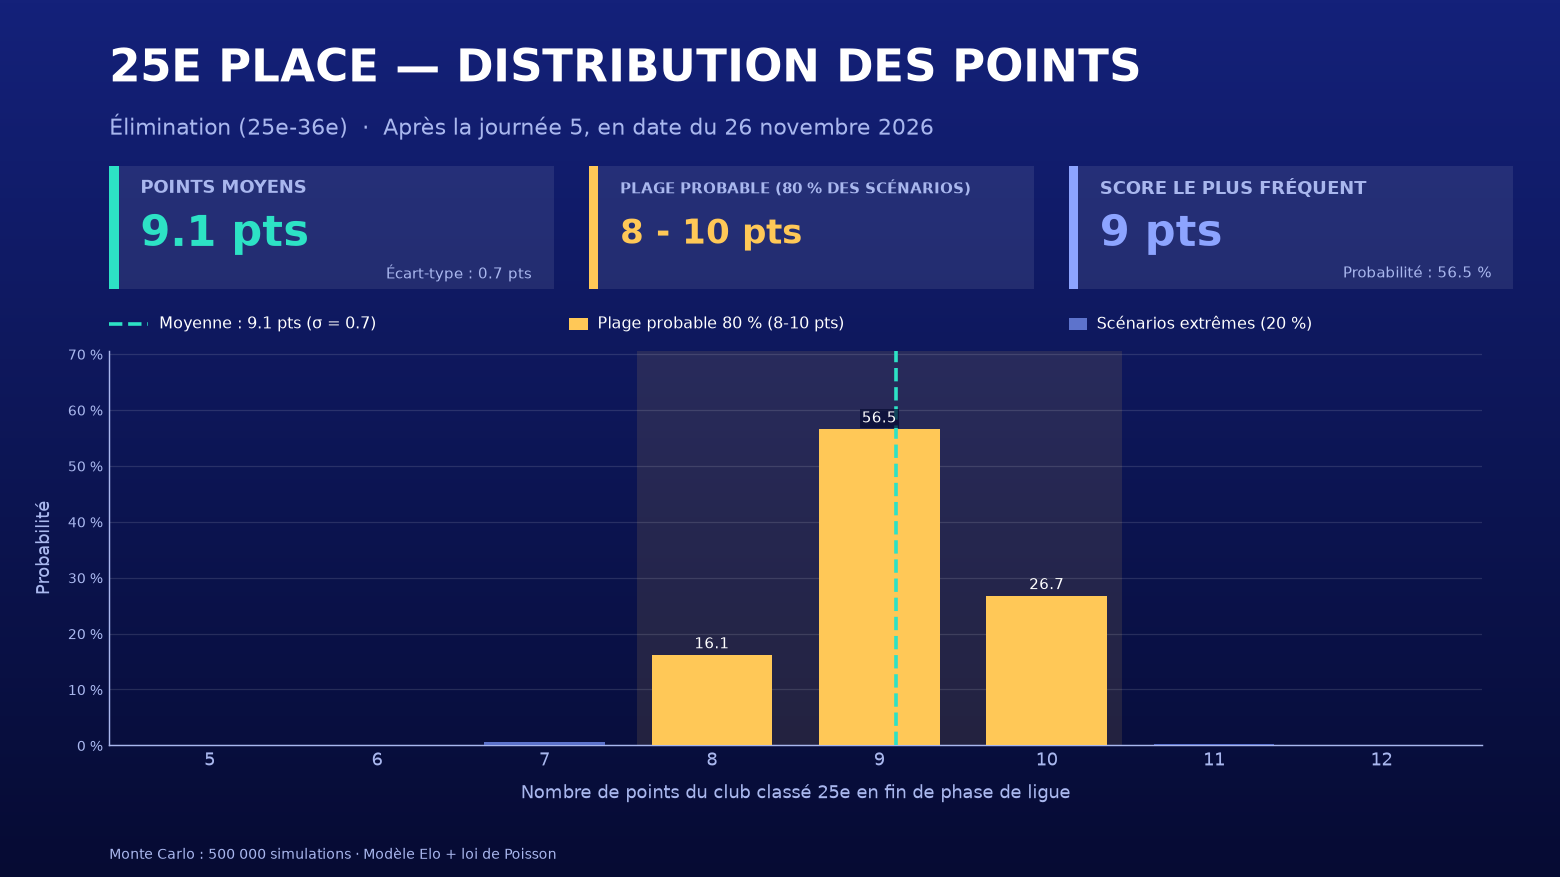 25E PLACE — DISTRIBUTION DES POINTS
Élimination (25e-36e) · Après la journée 5, en date du 26 novembre 2026
POINTS MOYENS
9.1 pts
Écart-type : 0.7 pts
PLAGE PROBABLE (80 % DES SCÉNARIOS)
8 - 10 pts
SCORE LE PLUS FRÉQUENT
9 pts
Probabilité : 56.5 %
Moyenne : 9.1 pts (σ = 0.7)
Plage probable 80 % (8-10 pts)
Scénarios extrêmes (20 %)
Probabilité
70 %
60 %
50 %
40 %
30 %
20 %
10 %
0 %
16.1
56.5
26.7
5 6 7 8 9 10 11 12
Nombre de points du club classé 25e en fin de phase de ligue
Monte Carlo : 500 000 simulations · Modèle Elo + loi de Poisson